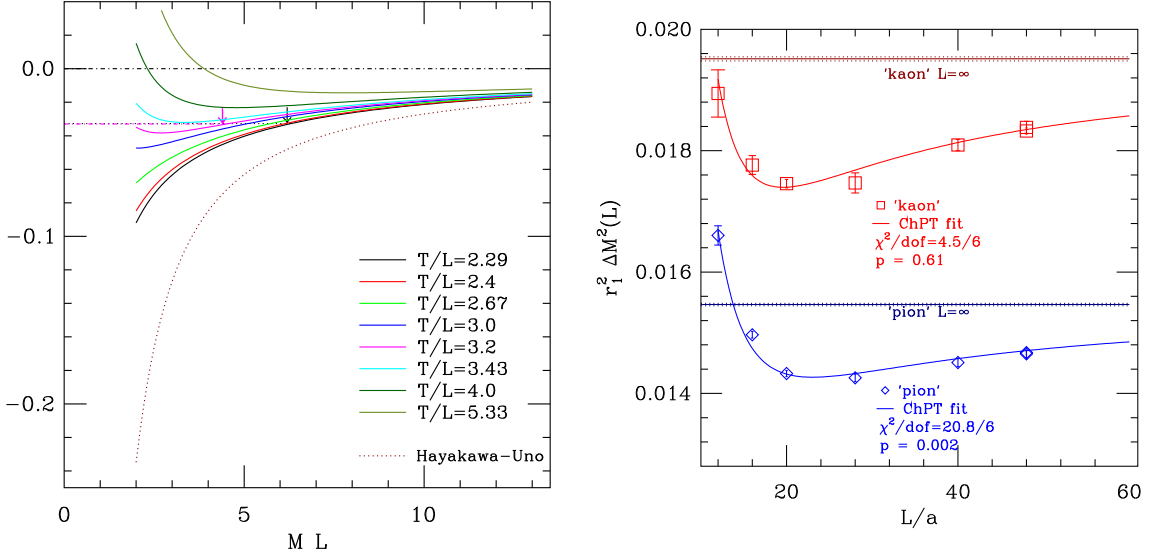 0.0
−0.1
−0.2
0
5
10
M L
T/L=2.29
T/L=2.4
T/L=2.67
T/L=3.0
T/L=3.2
T/L=3.43
T/L=4.0
T/L=5.33
Hayakawa−Uno
r₁² ΔM²(L)
0.020
0.018
0.016
0.014
20
40
60
L/a
'kaon' L=∞
'kaon'
ChPT fit
χ²/dof=4.5/6
p = 0.61
'pion' L=∞
'pion'
ChPT fit
χ²/dof=20.8/6
p = 0.002